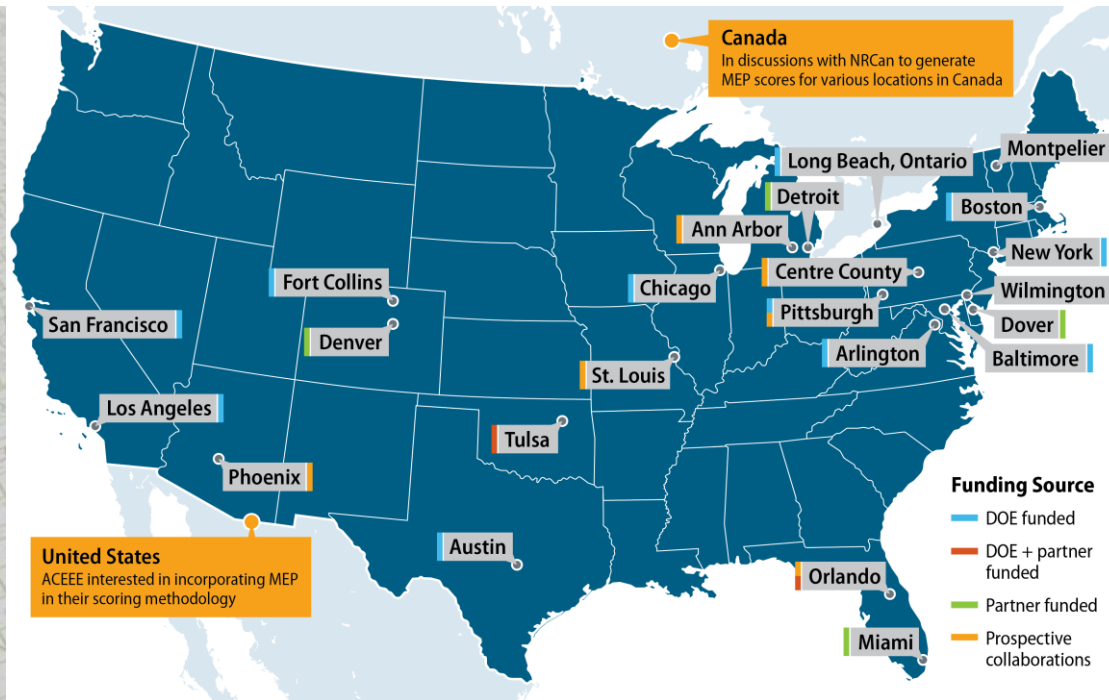 Canada
In discussions with NRCan to generate
MEP scores for various locations in Canada
Long Beach, Ontario
Montpelier
Detroit
Boston
Ann Arbor
New York
Centre County
Fort Collins
Chicago
Wilmington
Pittsburgh
San Francisco
Dover
Denver
Arlington
Baltimore
St. Louis
Los Angeles
Tulsa
Phoenix
Funding Source
DOE funded
United States
ACEEE interested in incorporating MEP
in their scoring methodology
Austin
DOE + partner
funded
Orlando
Partner funded
Miami
Prospective
collaborations